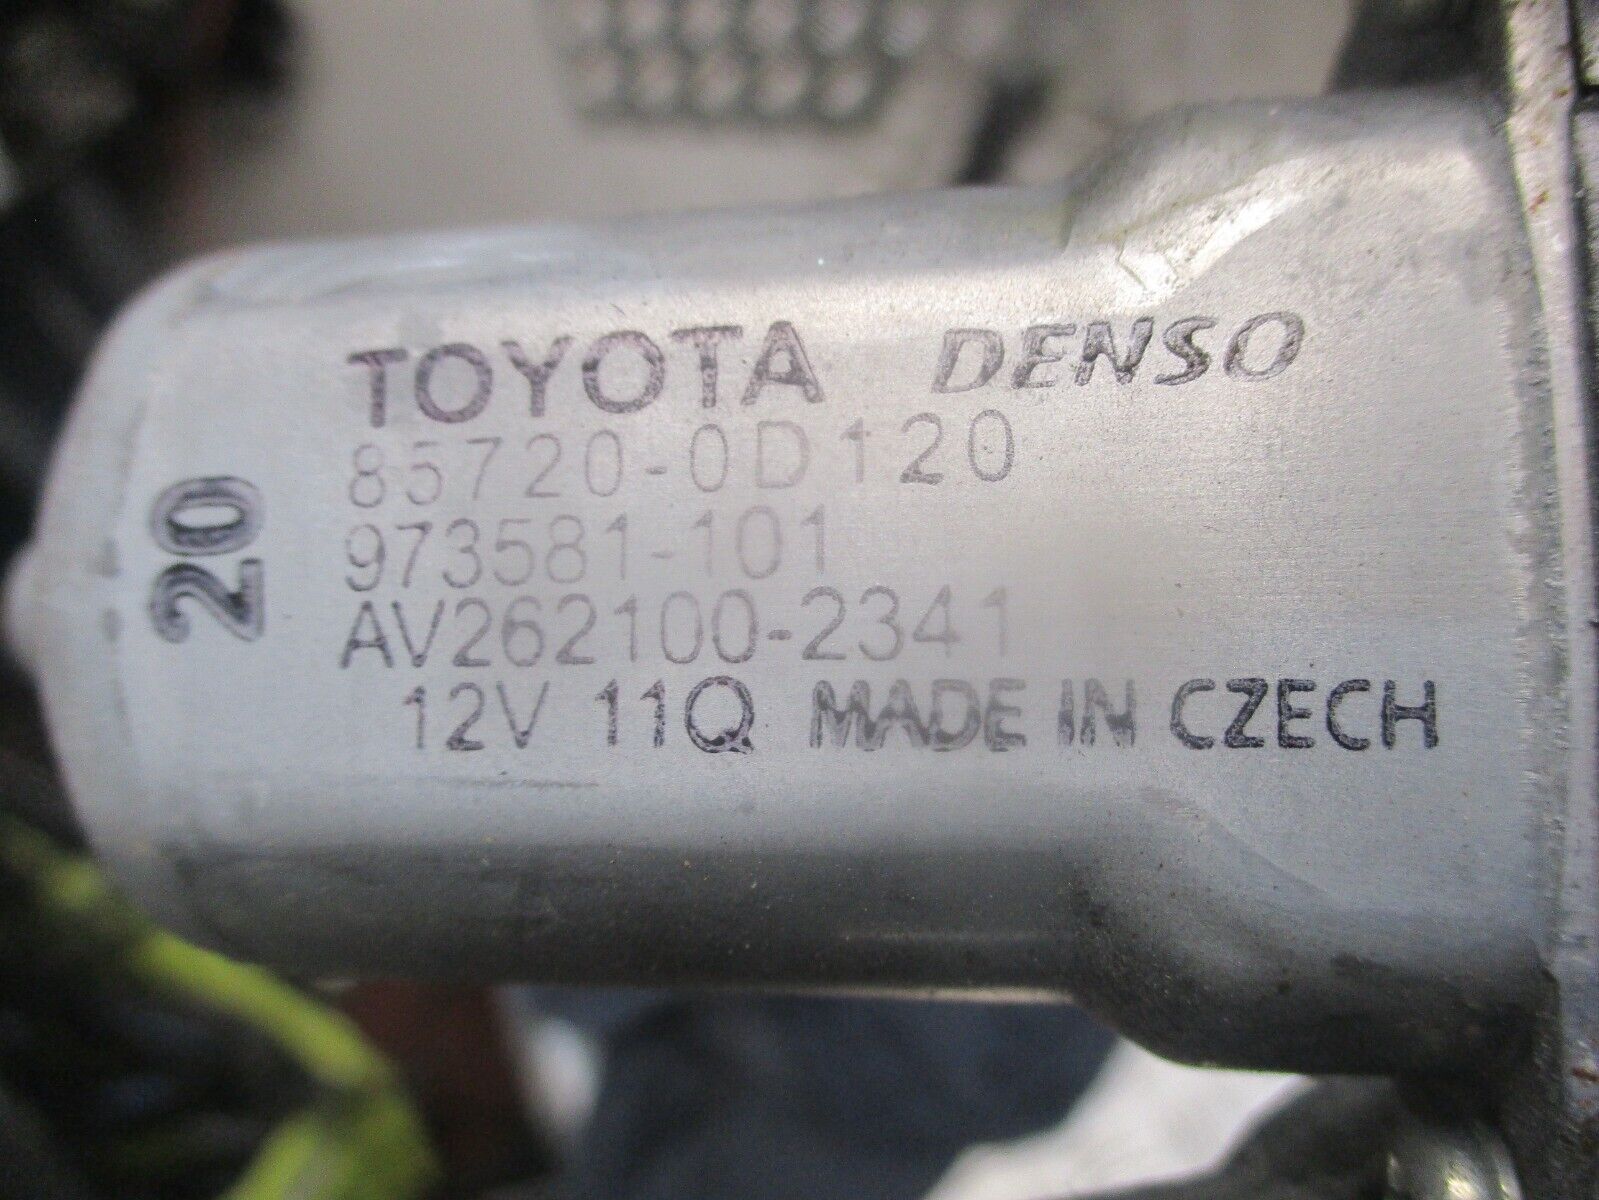 TOYOTA DENSO
85720-0D120
973581-101
AV262100-2341
12V 11Q MADE IN CZECH
20